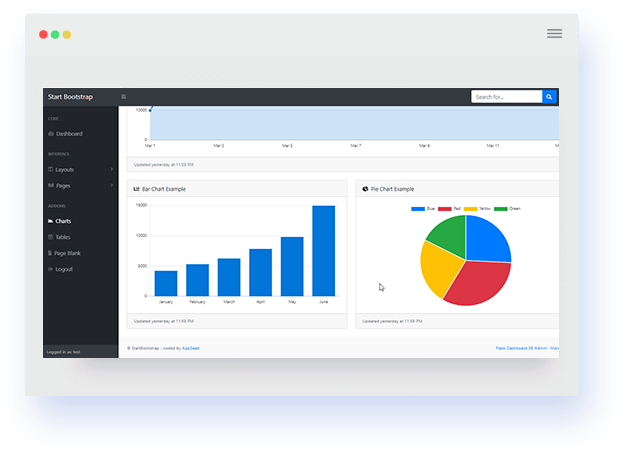 Start Bootstrap
Search for...
CORE
Dashboard
INTERFACE
Layouts
Pages
ADDONS
Charts
Tables
Page Blank
Logout
Logged in as: test
10000
0
Mar 1
Mar 3
Mar 5
Mar 7
Mar 9
Mar 11
Updated yesterday at 11:59 PM
Bar Chart Example
15000
10000
5000
0
January
February
March
April
May
June
Updated yesterday at 11:59 PM
Pie Chart Example
Blue
Red
Yellow
Green
Updated yesterday at 11:59 PM
© StartBootstrap - coded by AppSeed
Flask Dashboard SB Admin -